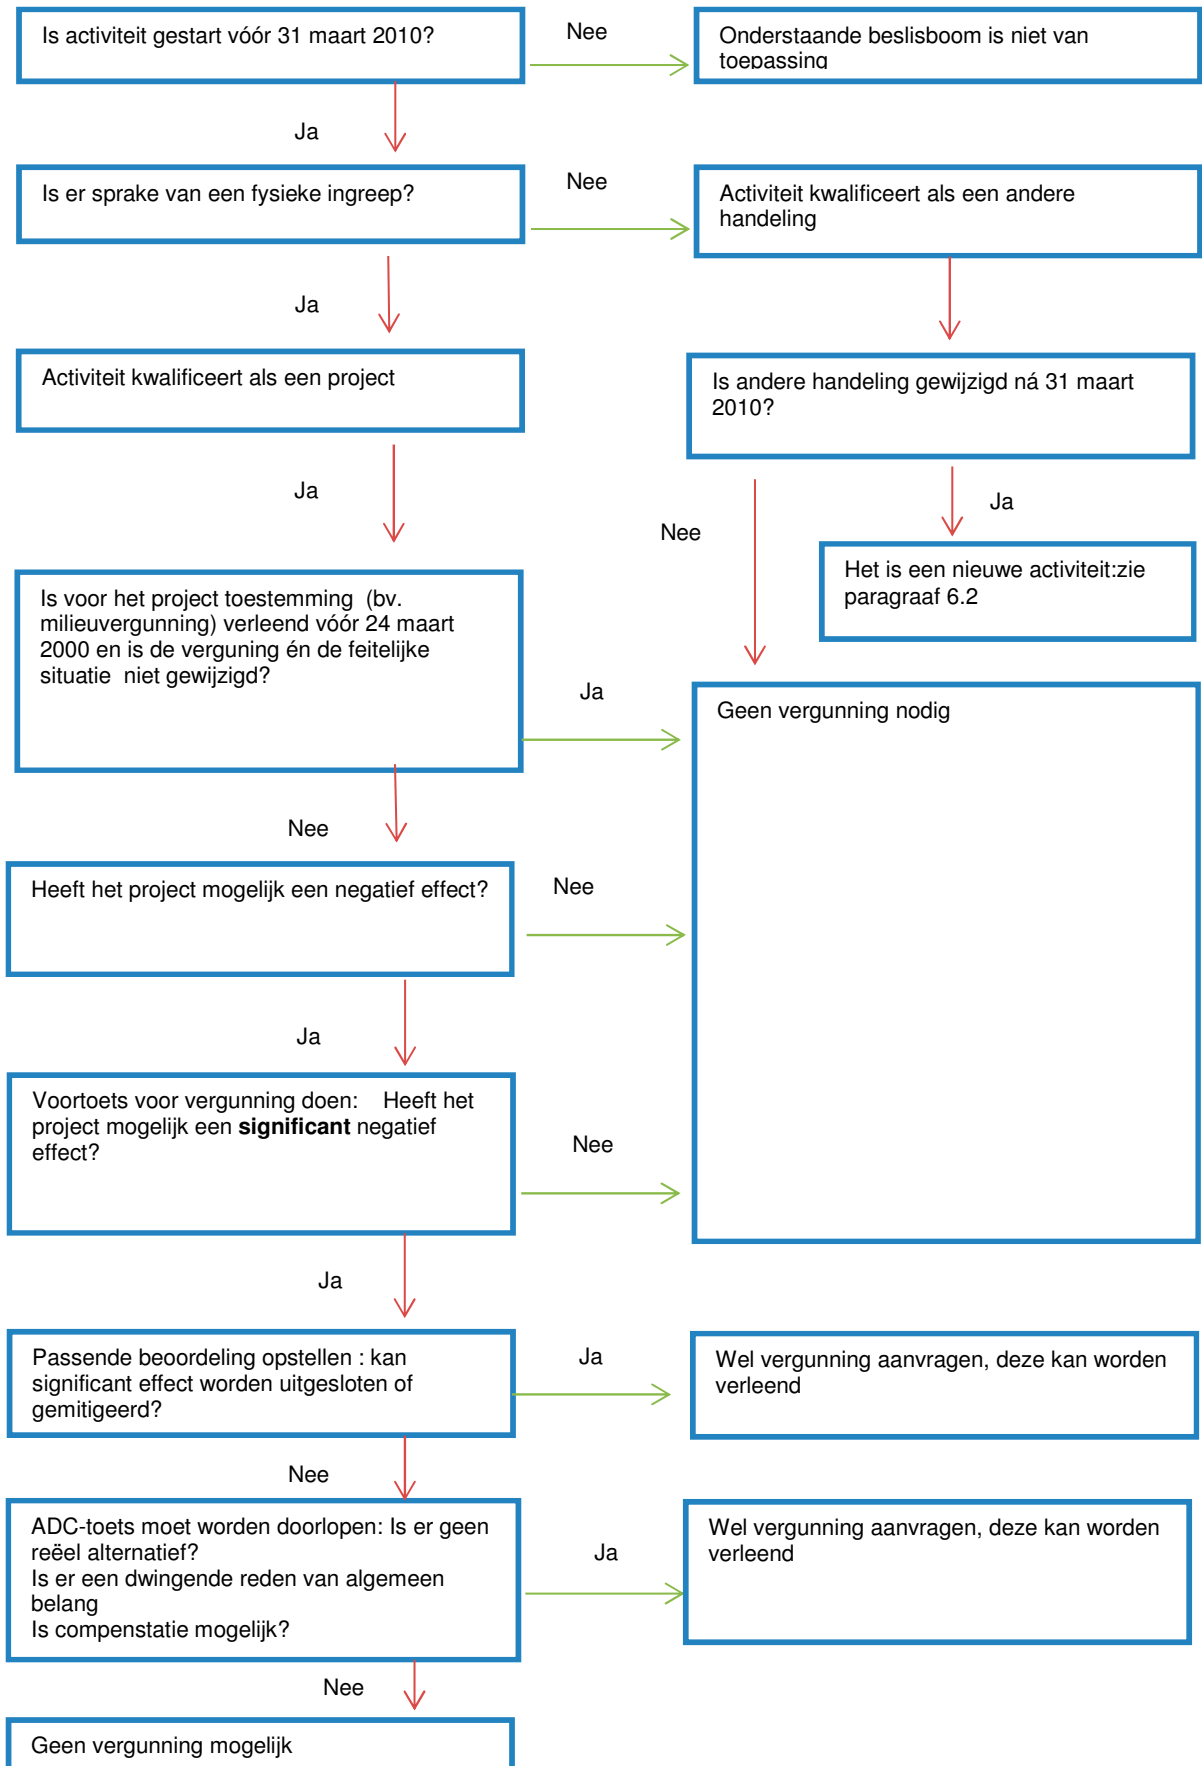 Is activiteit gestart vóór 31 maart 2010?
Nee
Onderstaande beslisboom is niet van
toepassing
Ja
Is er sprake van een fysieke ingreep?
Nee
Activiteit kwalificeert als een andere
handeling
Ja
Activiteit kwalificeert als een project
Is andere handeling gewijzigd ná 31 maart
2010?
Ja
Nee
Ja
Het is een nieuwe activiteit:zie
paragraaf 6.2
Is voor het project toestemming (bv.
milieuvergunning) verleend vóór 24 maart
2000 en is de verguning én de feitelijke
situatie niet gewijzigd?
Ja
Geen vergunning nodig
Nee
Heeft het project mogelijk een negatief effect?
Nee
Ja
Voortoets voor vergunning doen: Heeft het
project mogelijk een significant negatief
effect?
Nee
Ja
Passende beoordeling opstellen : kan
significant effect worden uitgesloten of
gemitigeerd?
Ja
Wel vergunning aanvragen, deze kan worden
verleend
Nee
ADC-toets moet worden doorlopen: Is er geen
reëel alternatief?
Is er een dwingende reden van algemeen
belang
Is compenstatie mogelijk?
Ja
Wel vergunning aanvragen, deze kan worden
verleend
Nee
Geen vergunning mogelijk